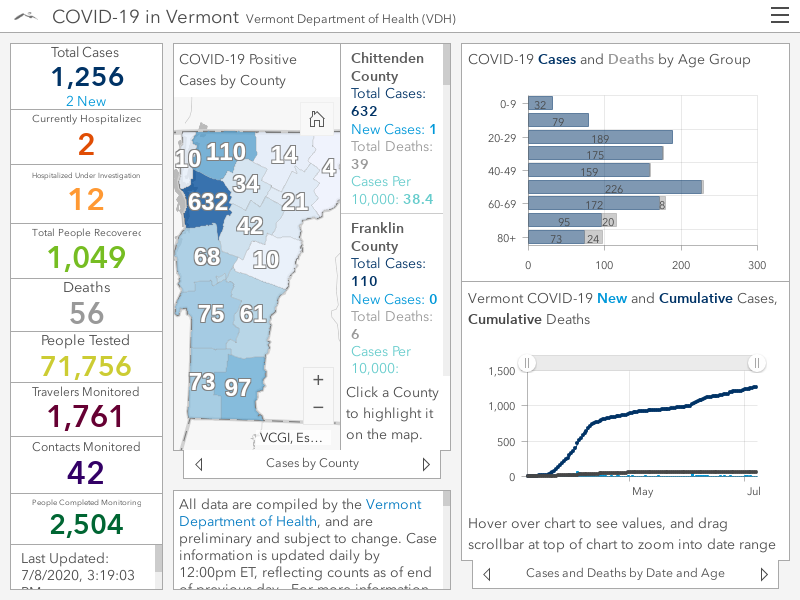 COVID-19 in Vermont Vermont Department of Health (VDH)
Total Cases
1,256
2 New
Currently Hospitalized
2
Hospitalized Under Investigation
12
Total People Recovered
1,049
Deaths
56
People Tested
71,756
Travelers Monitored
1,761
Contacts Monitored
42
People Completed Monitoring
2,504
Last Updated:
7/8/2020, 3:19:03
COVID-19 Positive
Cases by County
10
110
14
4
34
632
21
42
68
10
75
61
73
97
+
−
VCGI, Es...
Chittenden
County
Total Cases:
632
New Cases: 1
Total Deaths:
39
Cases Per
10,000: 38.4
Franklin
County
Total Cases:
110
New Cases: 0
Total Deaths:
6
Cases Per
10,000:
Click a County
to highlight it
on the map.
Cases by County
All data are compiled by the Vermont
Department of Health, and are
preliminary and subject to change. Case
information is updated daily by
12:00pm ET, reflecting counts as of end
of previous day. For more information
COVID-19 Cases and Deaths by Age Group
0-9 32
79
20-29 189
175
40-49 159
226
60-69 172 8
95 20
80+ 73 24
0 100 200 300
Vermont COVID-19 New and Cumulative Cases,
Cumulative Deaths
1,500
1,000
500
0
May Jul
Hover over chart to see values, and drag
scrollbar at top of chart to zoom into date range
Cases and Deaths by Date and Age